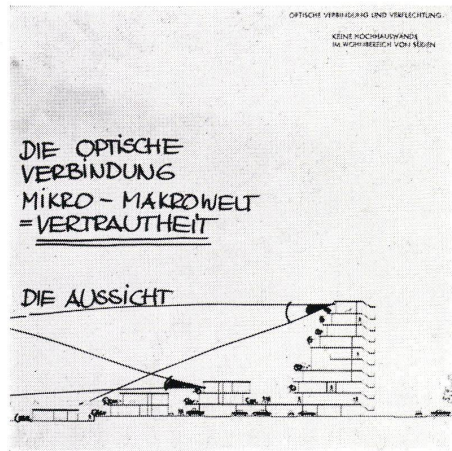 OPTISCHE VERBINDUNG UND VERFLECHTUNG
KEINE HOCHHAUSWÄNDE
IM WOHNBEREICH VON SÜDEN
DIE OPTISCHE
VERBINDUNG
MIKRO - MAKROWELT
= VERTRAUTHEIT
DIE AUSSICHT